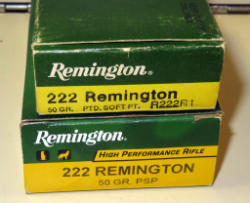 Remington®
222 Remington
50 GR. PTD. SOFT PT. R222R1
Remington®
HIGH PERFORMANCE RIFLE
222 REMINGTON
50 GR. PSP